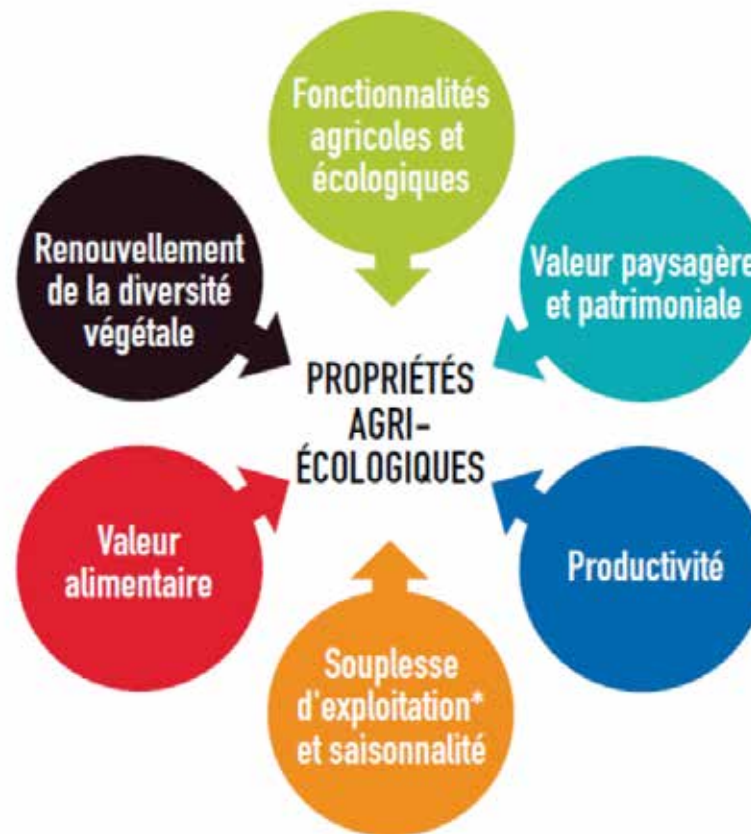 Fonctionnalités
agricoles et
écologiques
Renouvellement
de la diversité
végétale
Valeur paysagère
et patrimoniale
PROPRIÉTÉS
AGRI-
ÉCOLOGIQUES
Valeur
alimentaire
Productivité
Souplesse
d'exploitation*
et saisonnalité